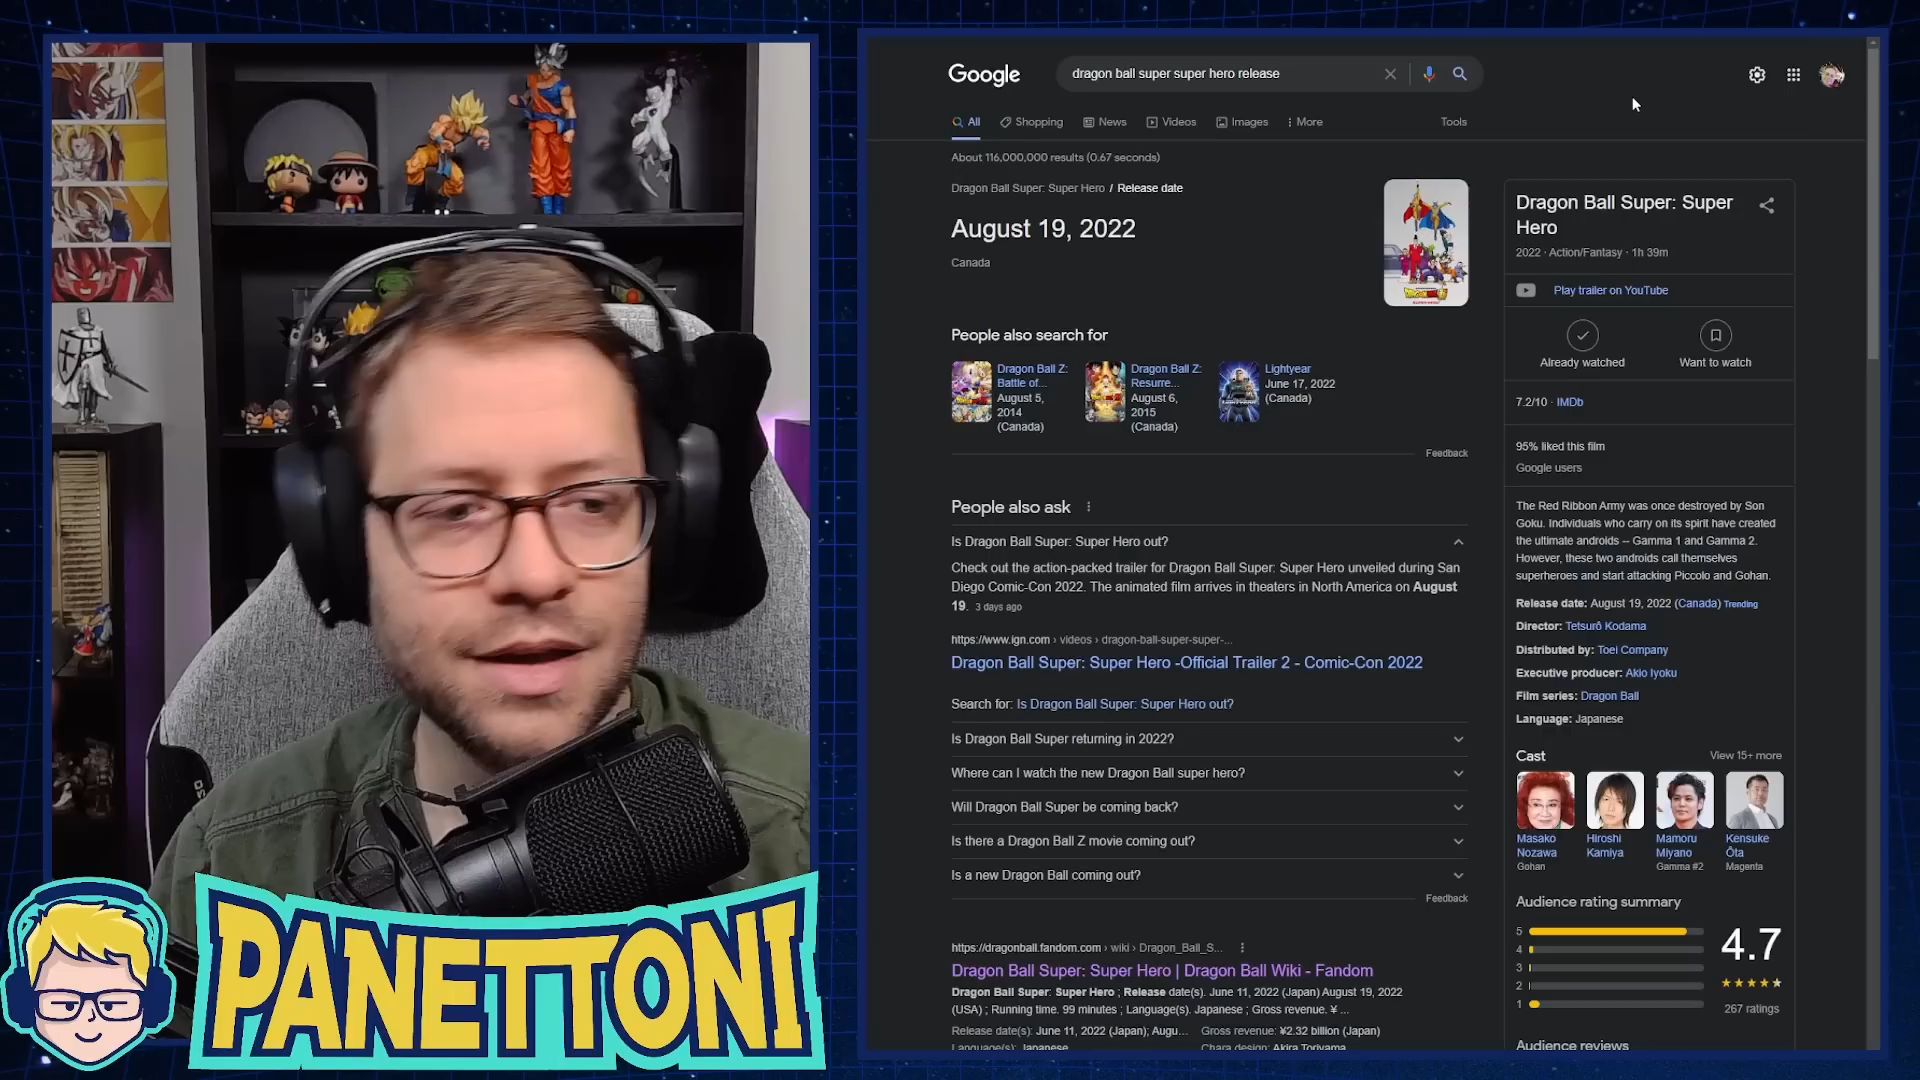 PANETTONI
Google
dragon ball super super hero release
All
Shopping
News
Videos
Images
More
Tools
About 116,000,000 results (0.67 seconds)
Dragon Ball Super: Super Hero / Release date
August 19, 2022
Canada
People also search for
Dragon Ball Z:
Battle of...
August 5,
2014
(Canada)
Dragon Ball Z:
Resurre...
August 6,
2015
(Canada)
Lightyear
June 17, 2022
(Canada)
Feedback
People also ask
Is Dragon Ball Super: Super Hero out?
Check out the action-packed trailer for Dragon Ball Super: Super Hero unveiled during San
Diego Comic-Con 2022. The animated film arrives in theaters in North America on August
19. 3 days ago
https://www.ign.com › videos › dragon-ball-super-super-...
Dragon Ball Super: Super Hero -Official Trailer 2 - Comic-Con 2022
Search for: Is Dragon Ball Super: Super Hero out?
Is Dragon Ball Super returning in 2022?
Where can I watch the new Dragon Ball super hero?
Will Dragon Ball Super be coming back?
Is there a Dragon Ball Z movie coming out?
Is a new Dragon Ball coming out?
Feedback
https://dragonball.fandom.com › wiki › Dragon_Ball_S...
Dragon Ball Super: Super Hero | Dragon Ball Wiki - Fandom
Dragon Ball Super: Super Hero ; Release date(s). June 11, 2022 (Japan) August 19, 2022
(USA) ; Running time. 99 minutes ; Language(s). Japanese ; Gross revenue. ¥ ...
Release date(s): June 11, 2022 (Japan); Augu... Gross revenue: ¥2.32 billion (Japan)
Language(s): Japanese Chara design: Akira Toriyama
Dragon Ball Super: Super
Hero
2022 · Action/Fantasy · 1h 39m
Play trailer on YouTube
Already watched
Want to watch
7.2/10 · IMDb
95% liked this film
Google users
The Red Ribbon Army was once destroyed by Son
Goku. Individuals who carry on its spirit have created
the ultimate androids -- Gamma 1 and Gamma 2.
However, these two androids call themselves
superheroes and start attacking Piccolo and Gohan.
Release date: August 19, 2022 (Canada) Trending
Director: Tetsurô Kodama
Distributed by: Toei Company
Executive producer: Akio Iyoku
Film series: Dragon Ball
Language: Japanese
Cast
View 15+ more
Masako
Nozawa
Gohan
Hiroshi
Kamiya
Mamoru
Miyano
Gamma #2
Kensuke
Ôta
Magenta
Audience rating summary
5
4
3
2
1
4.7
267 ratings
Audience reviews